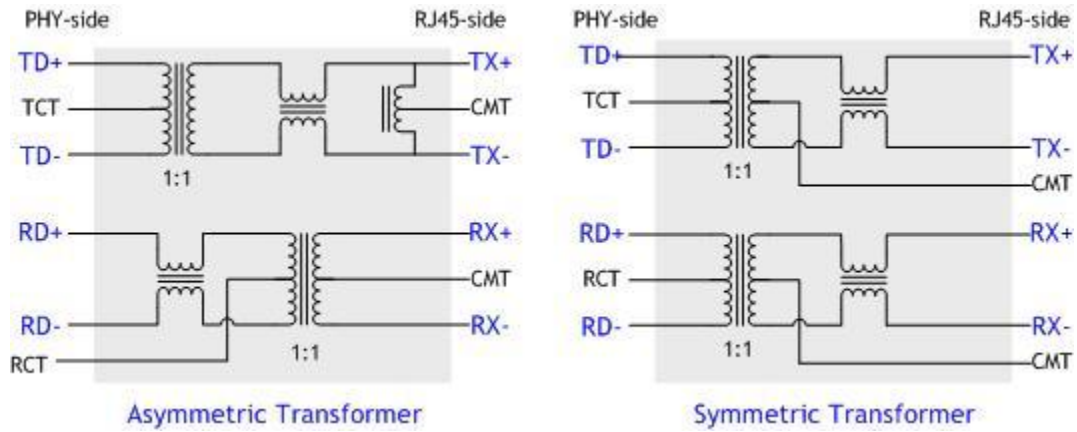 PHY-side RJ45-side
TD+ TX+
TCT CMT
TD- TX-
1:1
RD+ RX+
CMT
RD- RX-
RCT
1:1
Asymmetric Transformer
PHY-side RJ45-side
TD+ TX+
TCT
TD- TX-
1:1
CMT
RD+ RX+
RCT
RD- RX-
1:1
CMT
Symmetric Transformer